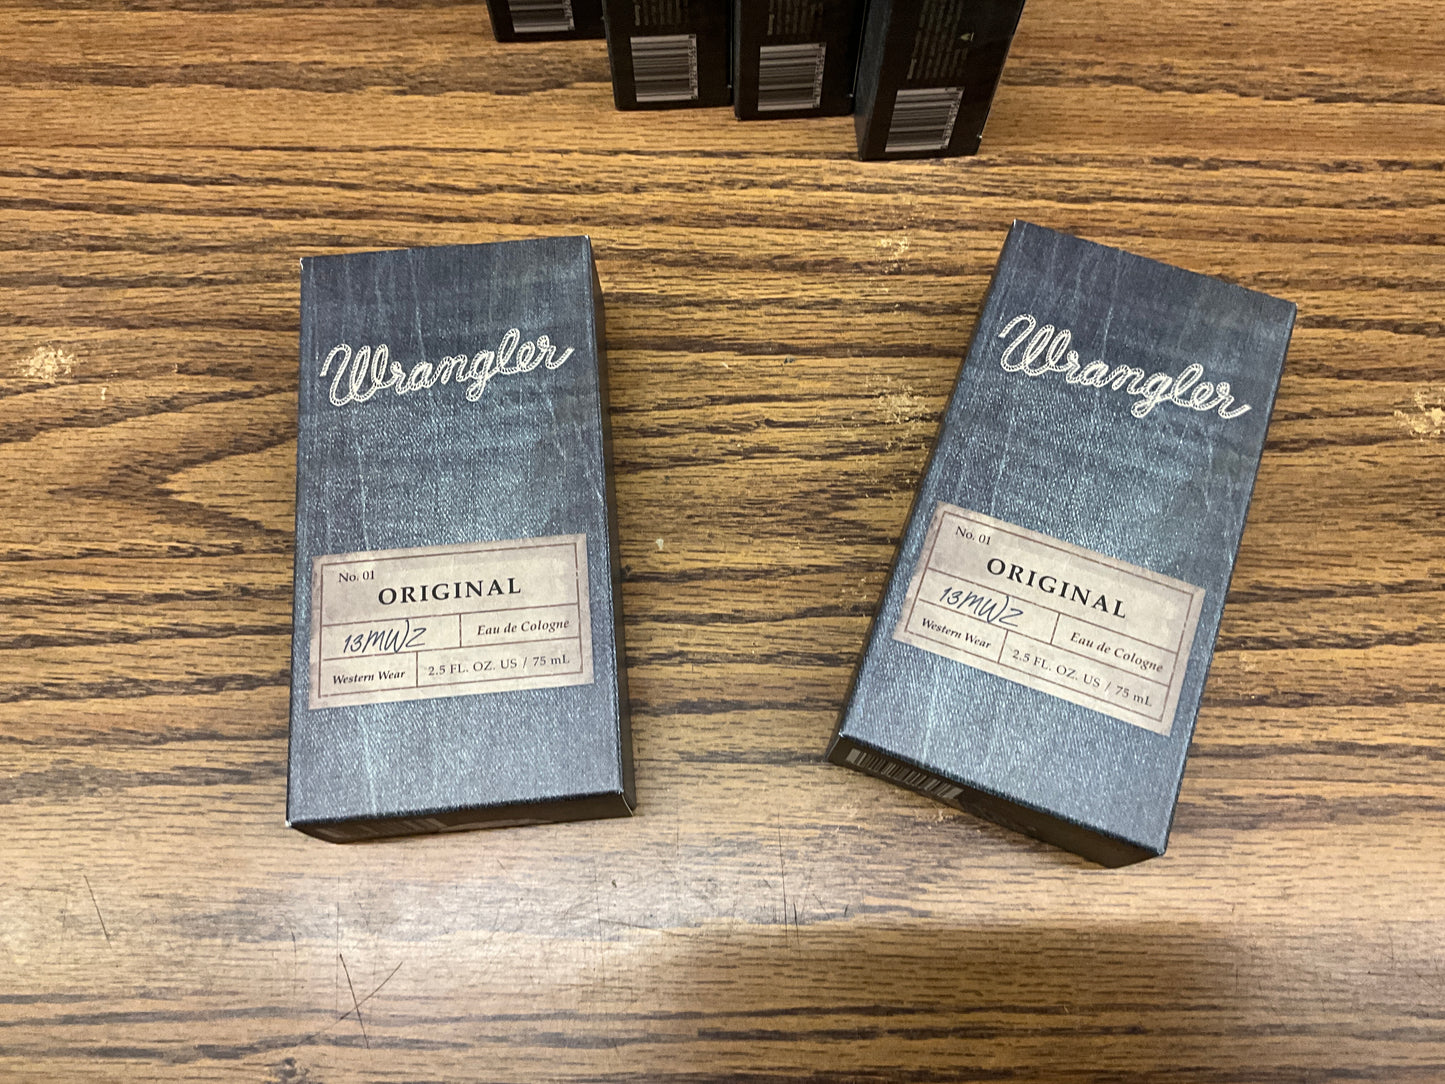 Wrangler
No. 01
ORIGINAL
13MWZ
Eau de Cologne
Western Wear
2.5 FL. OZ. US / 75 mL
Wrangler
No. 01
ORIGINAL
13MWZ
Eau de Cologne
Western Wear
2.5 FL. OZ. US / 75 mL